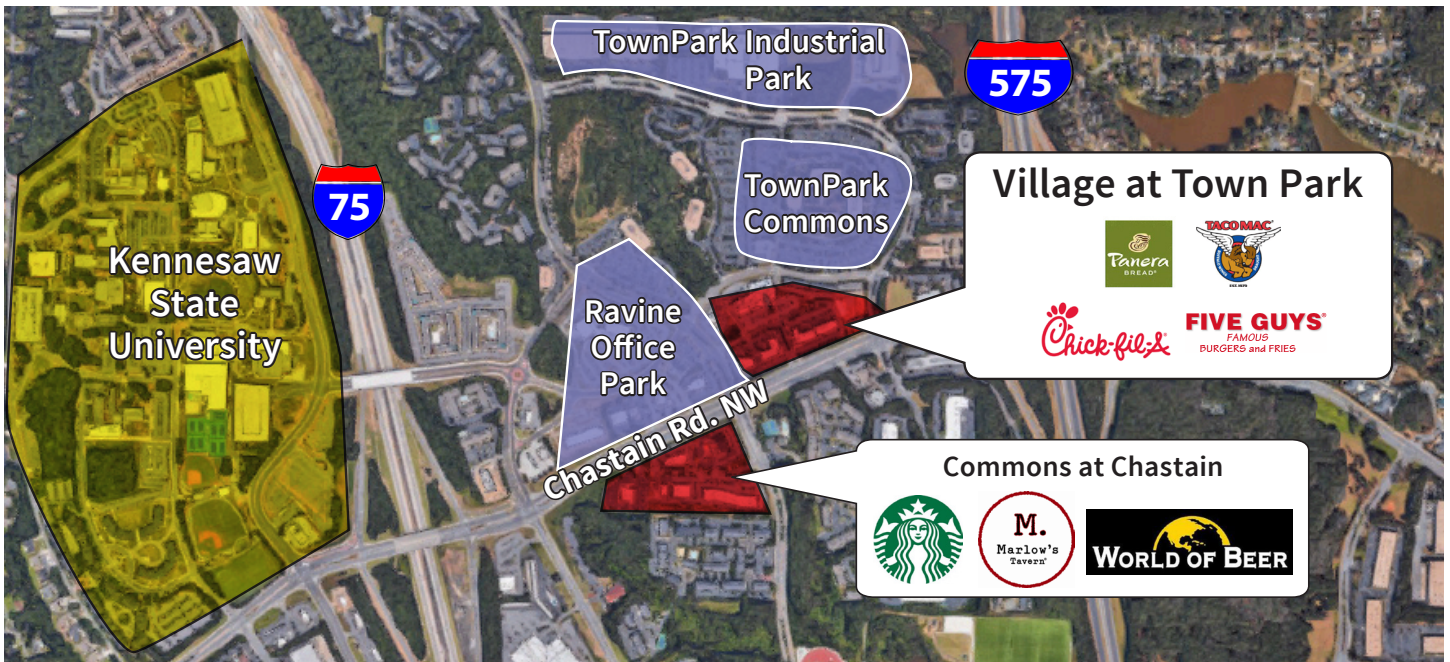 TownPark Industrial
Park
575
75
Kennesaw
State
University
TownPark
Commons
Ravine
Office
Park
Chastain Rd. NW
Village at Town Park
Panera
BREAD®
TACO MAC
Chick-fil-A
FIVE GUYS®
FAMOUS
BURGERS and FRIES
Commons at Chastain
M.
Marlow's
Tavern
WORLD OF BEER